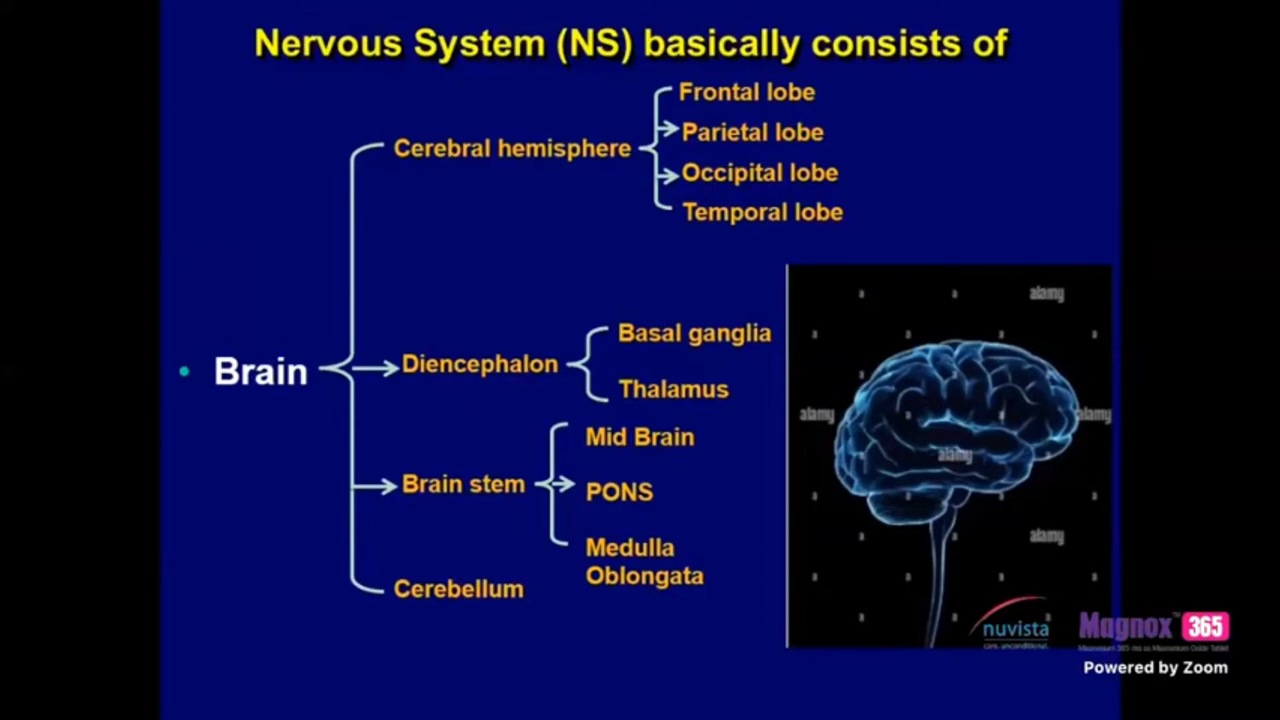 Nervous System (NS) basically consists of
Frontal lobe
Cerebral hemisphere
Parietal lobe
Occipital lobe
Temporal lobe
• Brain
Diencephalon
Basal ganglia
Thalamus
Brain stem
Mid Brain
PONS
Medulla
Oblongata
Cerebellum
alamy
a a
a a a
a
alamy a alamy
alamy
a a a
a alamy
a a a
a
nuvista
Magnox™ 365
Powered by Zoom